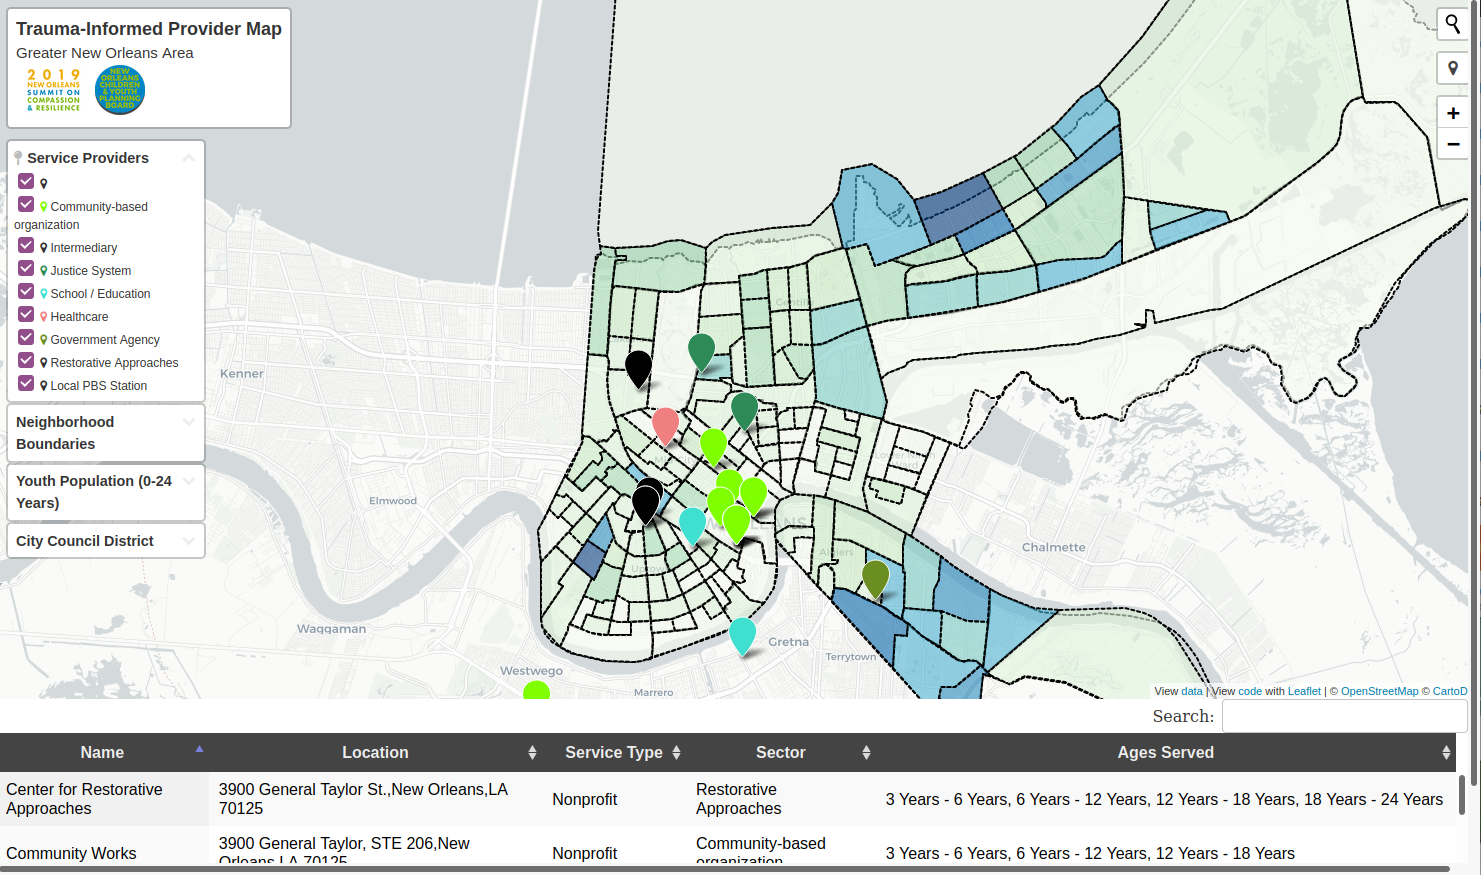 Trauma-Informed Provider Map
Greater New Orleans Area
2 0 1 9
NEW ORLEANS
SUMMIT ON
COMPASSION
& RESILIENCE
NEW
ORLEANS
CHILDREN
& YOUTH
PLANNING
BOARD
Service Providers
Community-based
organization
Intermediary
Justice System
School / Education
Healthcare
Government Agency
Restorative Approaches
Local PBS Station
Neighborhood
Boundaries
Youth Population (0-24
Years)
City Council District
+
−
Kenner
Elmwood
Waggaman
Westwego
Marrero
Gretna
Terrytown
Chalmette
Gentilly
Algiers
View data | View code with Leaflet | © OpenStreetMap © CartoD
Search:
Name Location Service Type Sector Ages Served
Center for Restorative
Approaches
3900 General Taylor St.,New Orleans,LA
70125
Nonprofit
Restorative
Approaches
3 Years - 6 Years, 6 Years - 12 Years, 12 Years - 18 Years, 18 Years - 24 Years
Community Works
3900 General Taylor, STE 206,New
Orleans,LA 70125
Nonprofit
Community-based
organization
3 Years - 6 Years, 6 Years - 12 Years, 12 Years - 18 Years